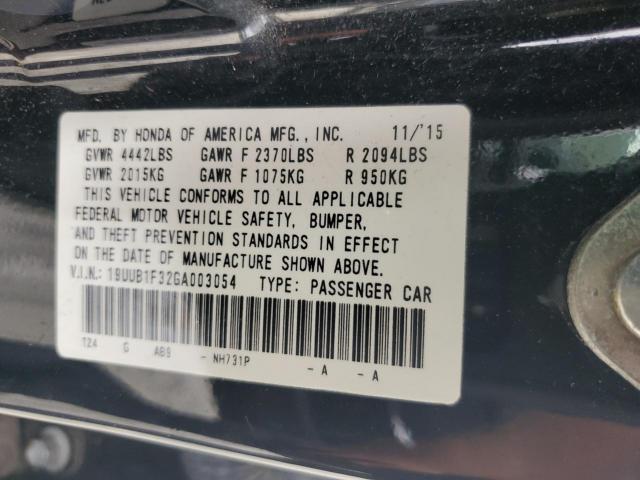 MFD. BY HONDA OF AMERICA MFG., INC. 11/'15
GVWR 4442LBS GAWR F 2370LBS R 2094LBS
GVWR 2015KG GAWR F 1075KG R 950KG
THIS VEHICLE CONFORMS TO ALL APPLICABLE
FEDERAL MOTOR VEHICLE SAFETY, BUMPER,
AND THEFT PREVENTION STANDARDS IN EFFECT
ON THE DATE OF MANUFACTURE SHOWN ABOVE.
V.I.N.: 19UUB1F32GA003054 TYPE: PASSENGER CAR
T24 G AB9 - NH731P - A - A